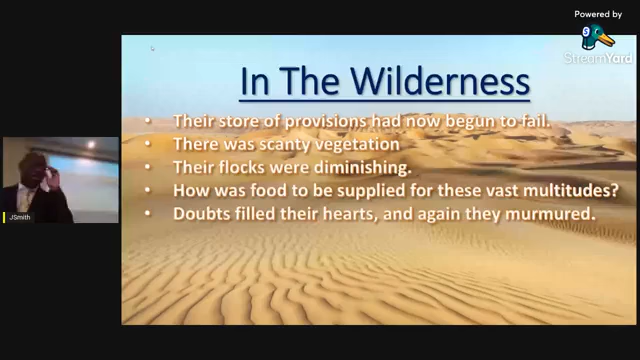 Powered by
S
StreamYard
In The Wilderness
• Their store of provisions had now begun to fail.
• There was scanty vegetation
• Their flocks were diminishing.
• How was food to be supplied for these vast multitudes?
• Doubts filled their hearts, and again they murmured.
JSmith